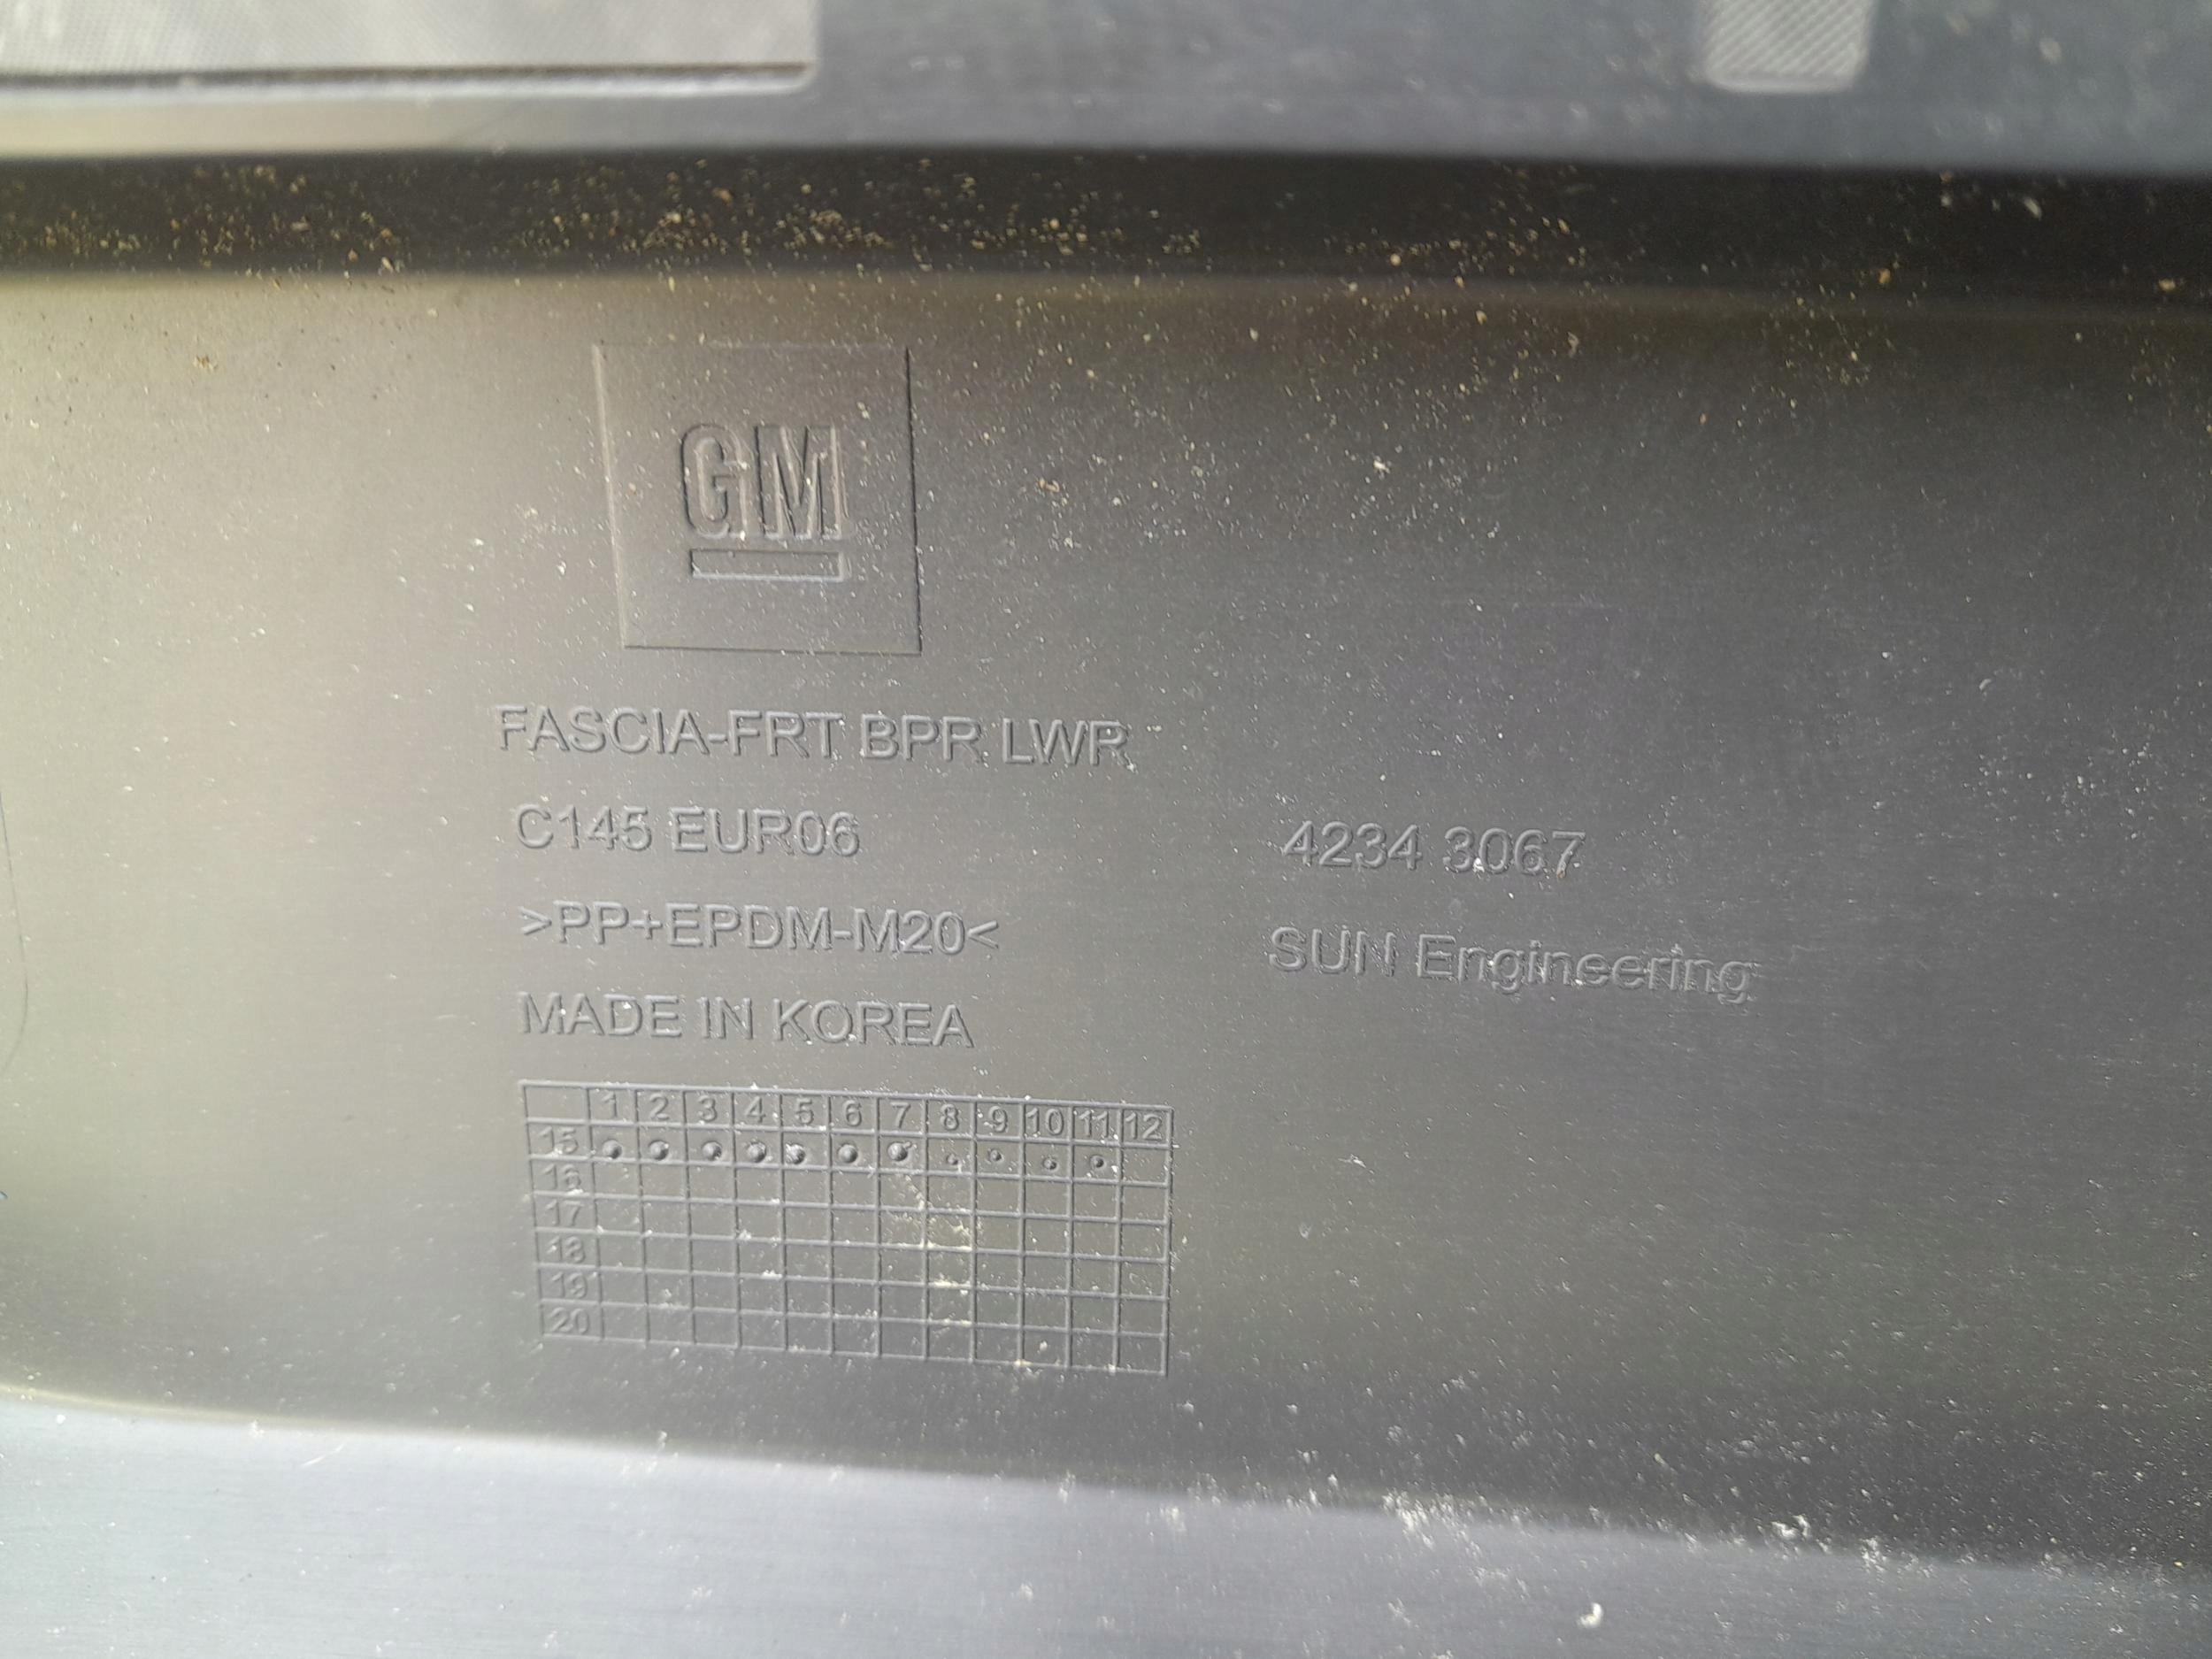 GM
FASCIA-FRT BPR LWR
C145 EUR06
4234 3067
>PP+EPDM-M20<
SUN Engineering
MADE IN KOREA
1 2 3 4 5 6 7 8 9 10 11 12
15
16
17
18
19
20